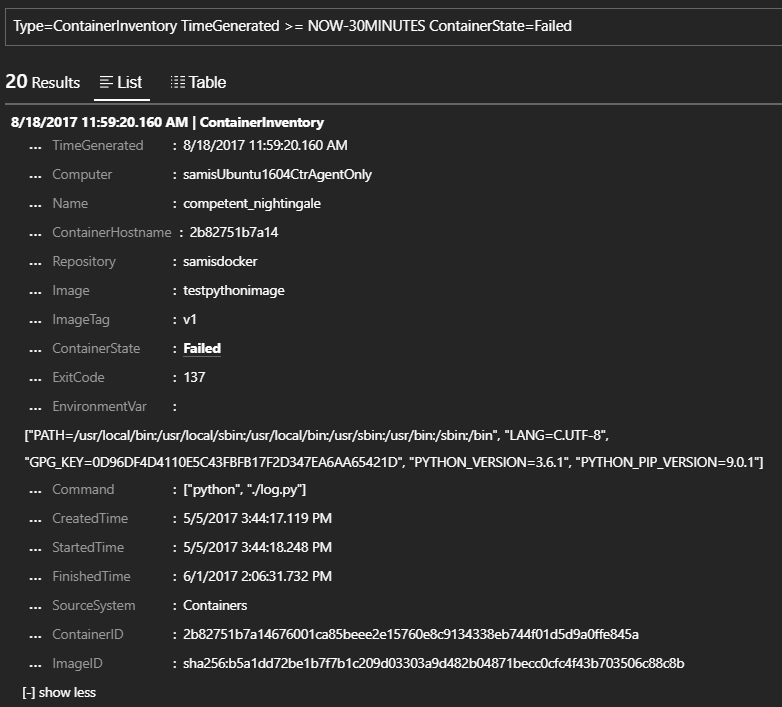 Type=ContainerInventory TimeGenerated >= NOW-30MINUTES ContainerState=Failed
20 Results List Table
8/18/2017 11:59:20.160 AM | ContainerInventory
... TimeGenerated : 8/18/2017 11:59:20.160 AM
... Computer : samisUbuntu1604CtrAgentOnly
... Name : competent_nightingale
... ContainerHostname : 2b82751b7a14
... Repository : samisdocker
... Image : testpythonimage
... ImageTag : v1
... ContainerState : Failed
... ExitCode : 137
... EnvironmentVar :
["PATH=/usr/local/bin:/usr/local/sbin:/usr/local/bin:/usr/sbin:/usr/bin:/sbin:/bin", "LANG=C.UTF-8",
"GPG_KEY=0D96DF4D4110E5C43FBFB17F2D347EA6AA65421D", "PYTHON_VERSION=3.6.1", "PYTHON_PIP_VERSION=9.0.1"]
... Command : ["python", "./log.py"]
... CreatedTime : 5/5/2017 3:44:17.119 PM
... StartedTime : 5/5/2017 3:44:18.248 PM
... FinishedTime : 6/1/2017 2:06:31.732 PM
... SourceSystem : Containers
... ContainerID : 2b82751b7a14676001ca85beee2e15760e8c9134338eb744f01d5d9a0ffe845a
... ImageID : sha256:b5a1dd72be1b7f7b1c209d03303a9d482b04871becc0cfc4f43b703506c88c8b
[-] show less